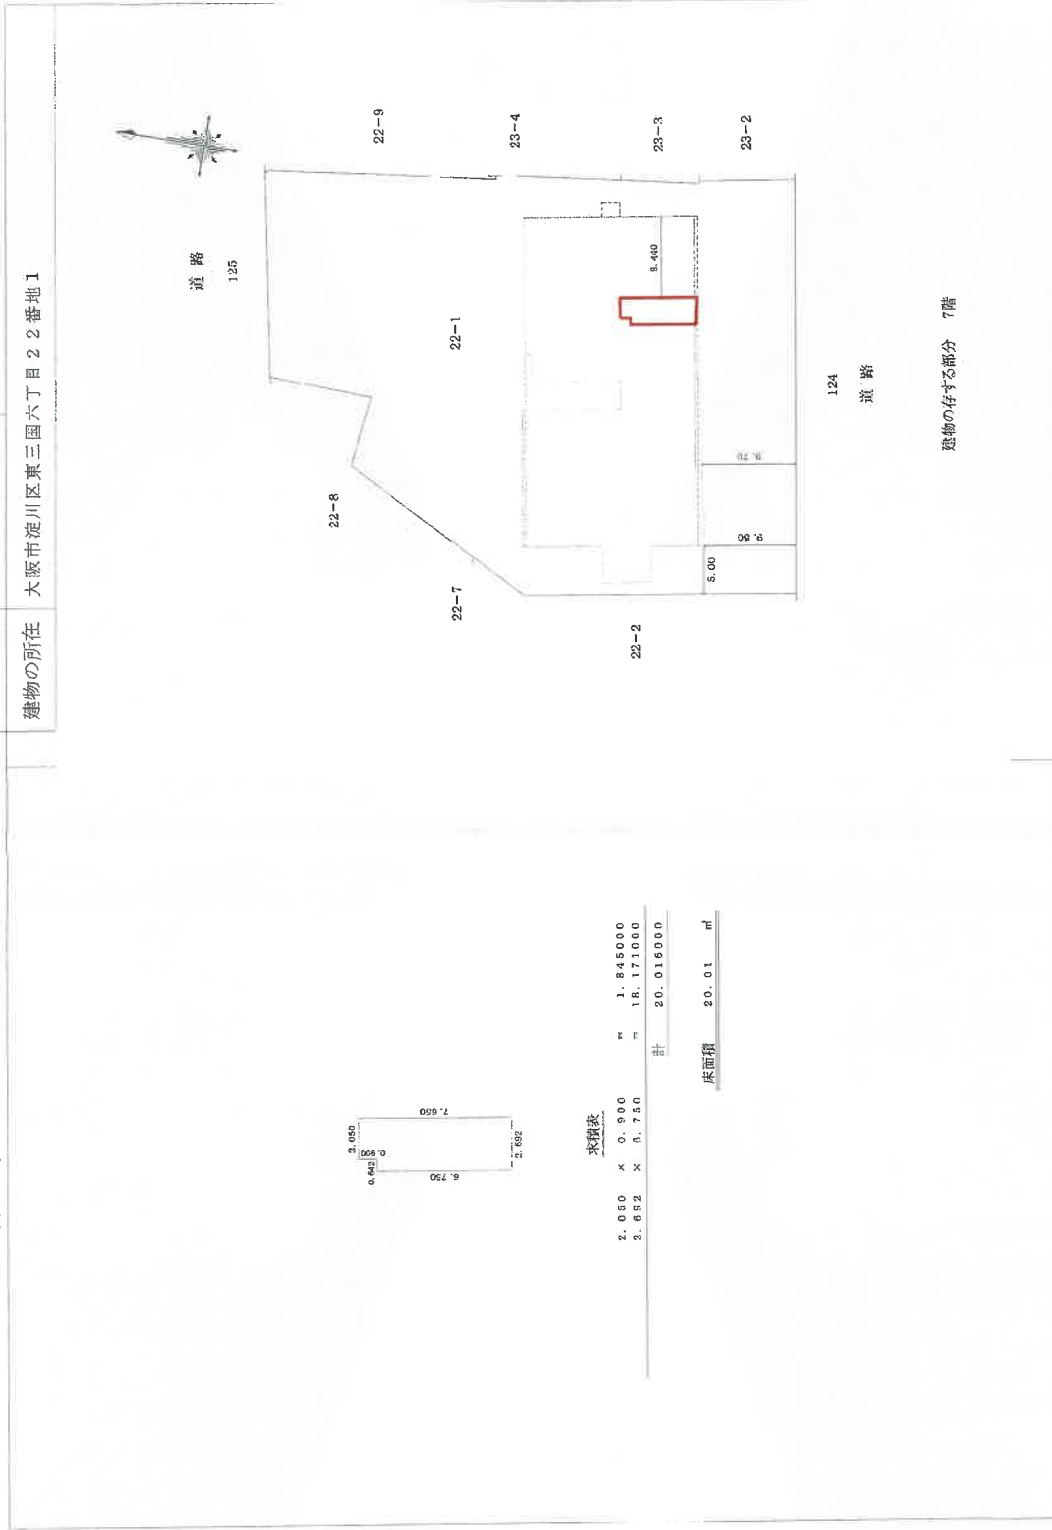 建物の所在 大阪市淀川区東三国六丁目22番地1
道路
125
22-9
23-4
23-3
23-2
22-1
22-8
22-7
22-2
8.440
9.70
9.50
5.00
124
道路
建物の存する部分 7階
2.050
0.900
0.642
7.650
6.750
2.692
求積表
2.050 × 0.900 = 1.845000
2.692 × 6.750 = 18.171000
計 20.016000
床面積 20.01 ㎡